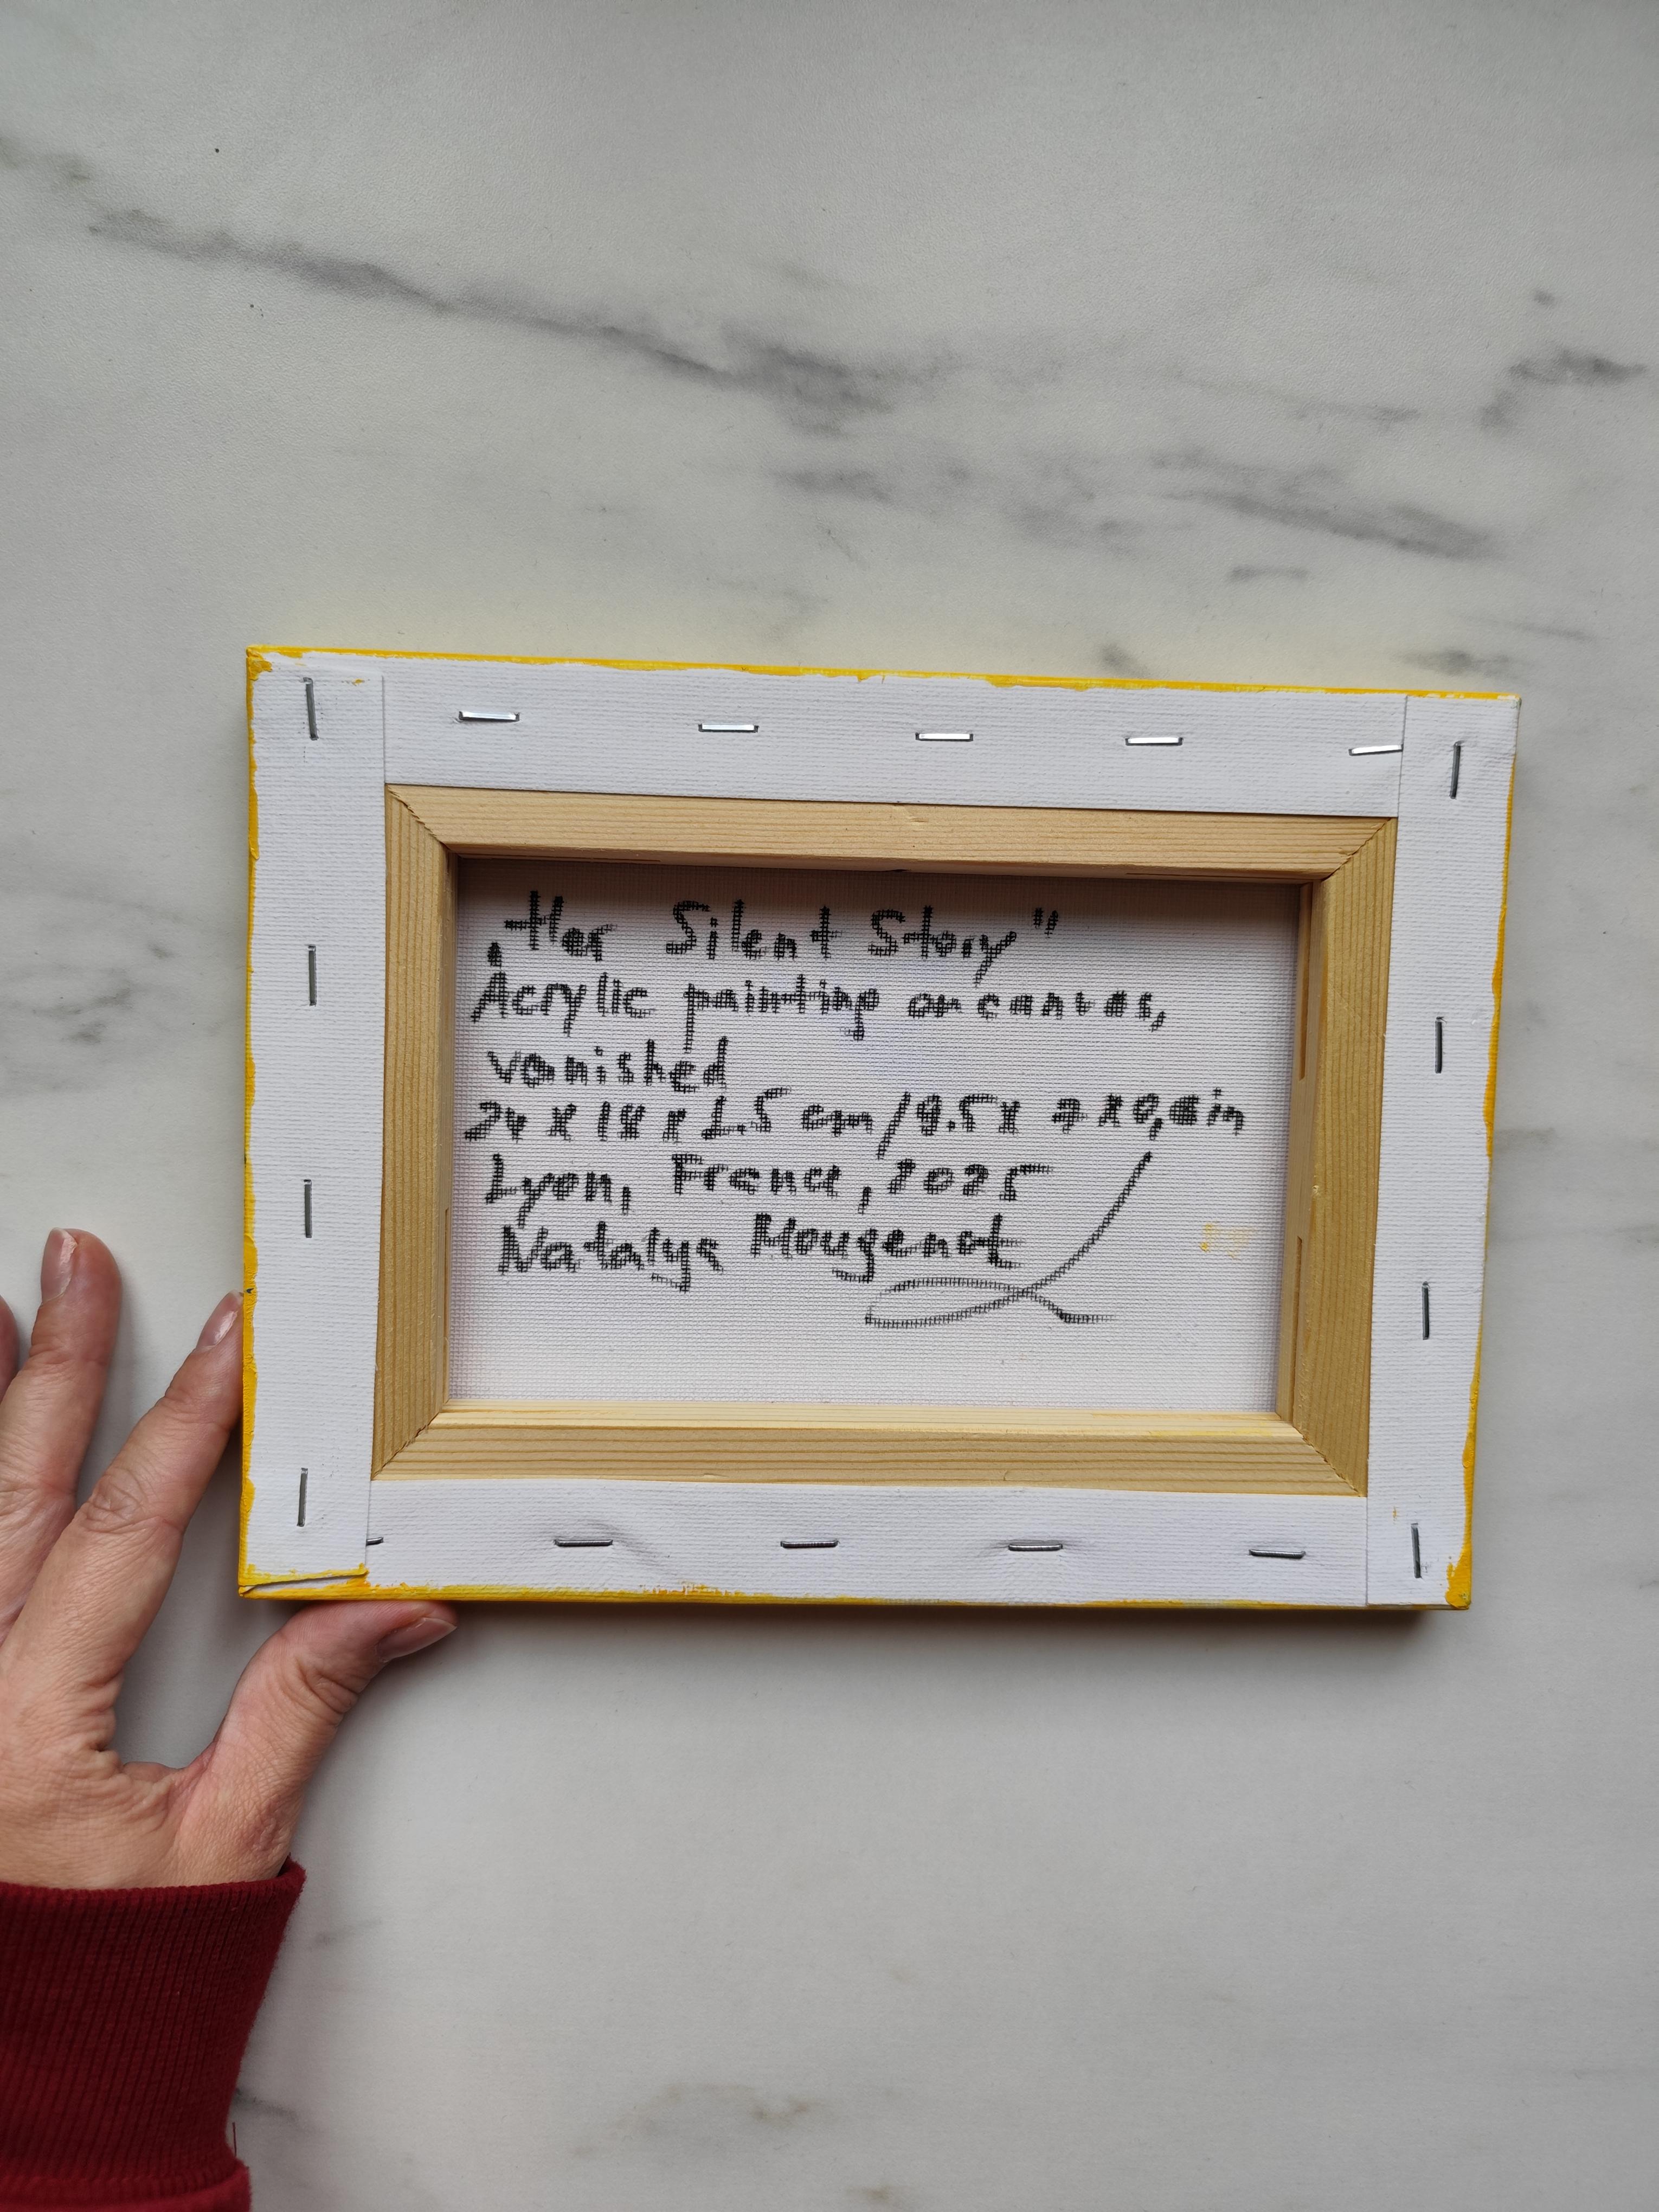 „Her Silent Story"
Acrylic painting on canvas,
vanished
24 x 18 x 1.5 cm/9.5 x 7 x 0,6 in
Lyon, France, 2025
Natalya Mougenot